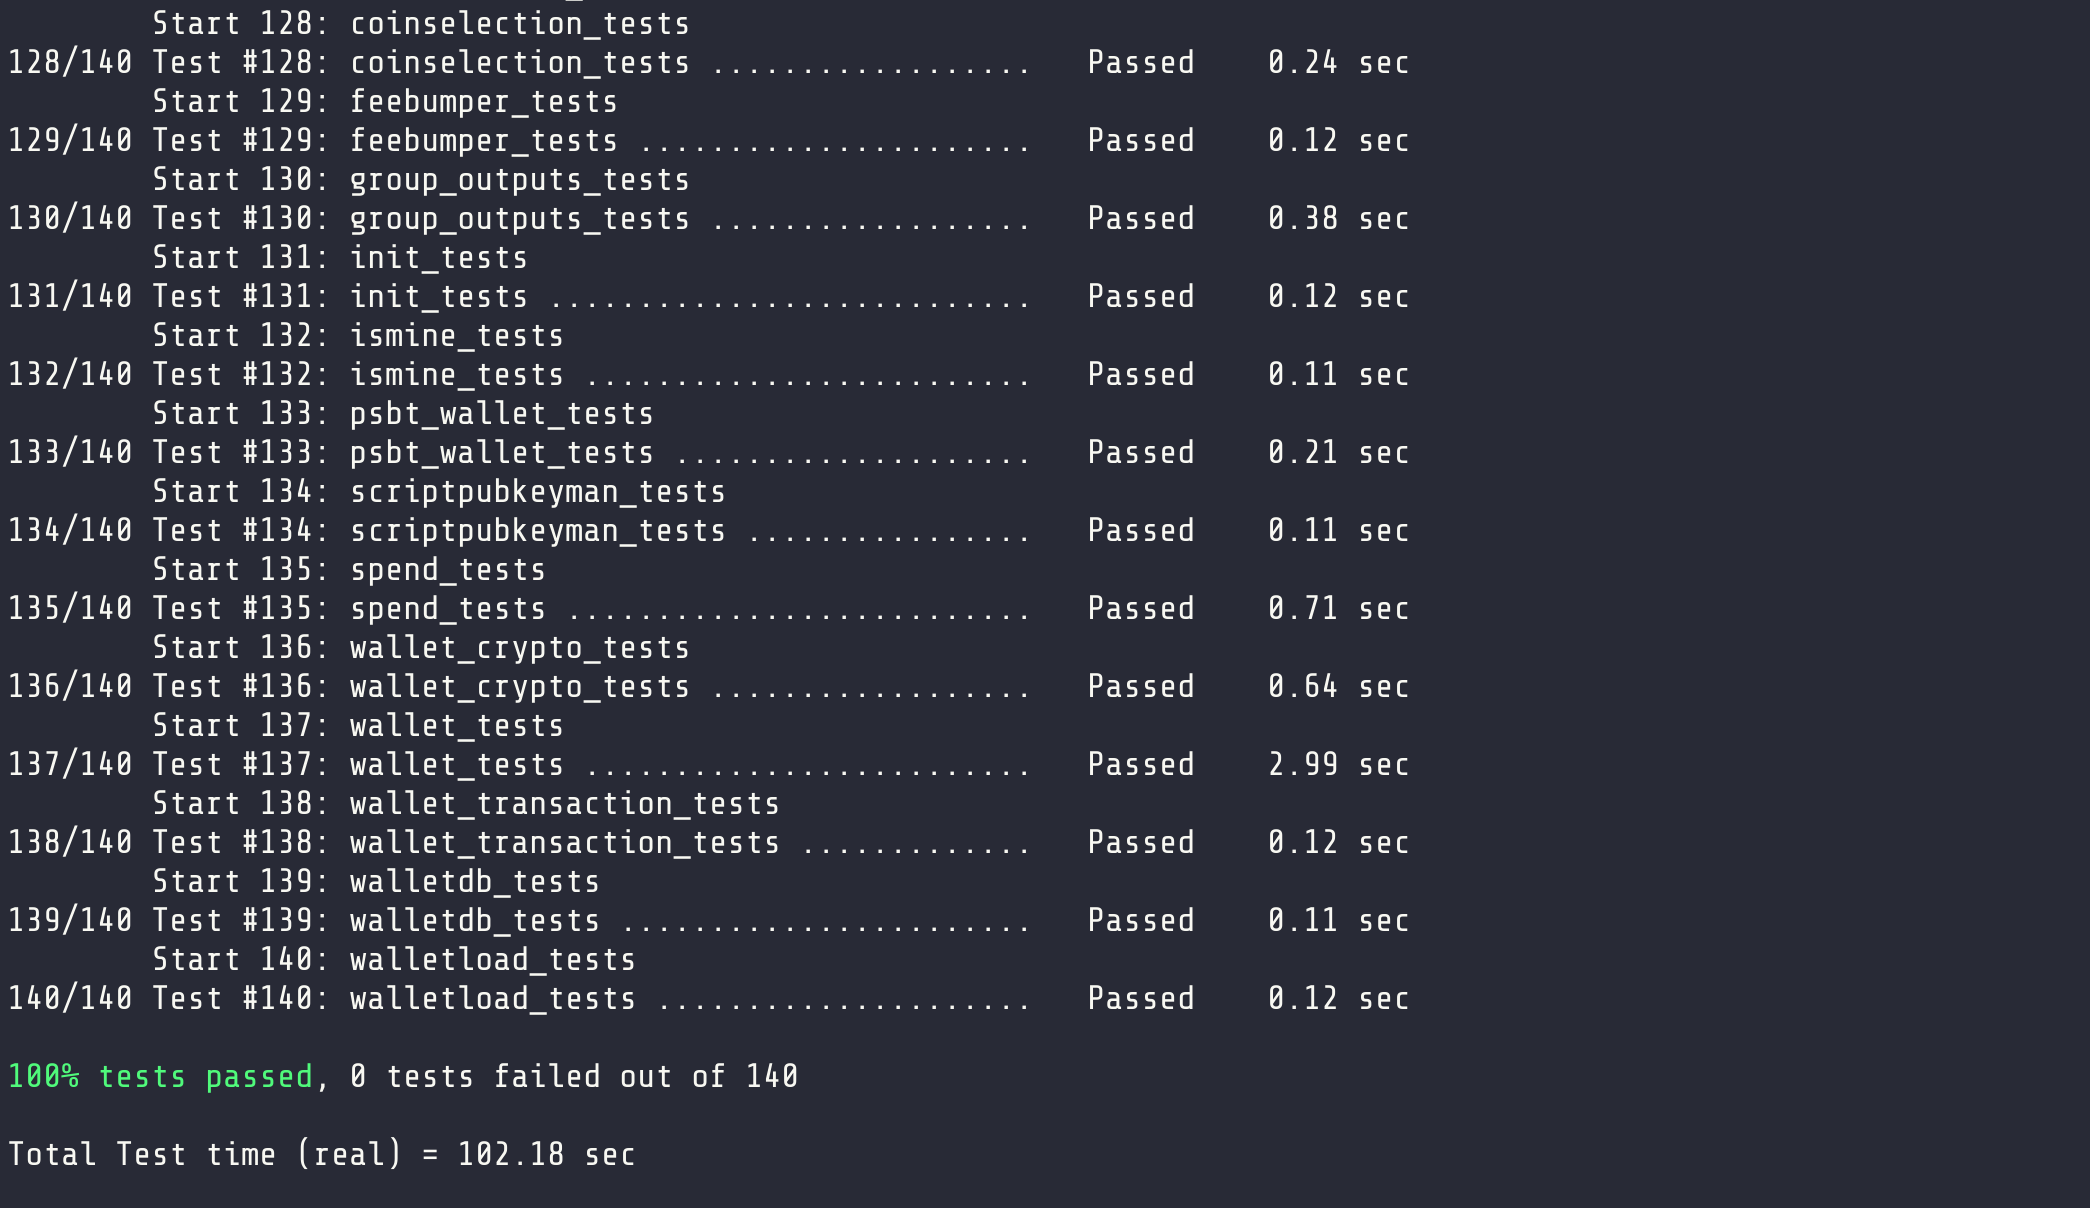 Start 128: coinselection_tests
128/140 Test #128: coinselection_tests ..................   Passed    0.24 sec
Start 129: feebumper_tests
129/140 Test #129: feebumper_tests ......................   Passed    0.12 sec
Start 130: group_outputs_tests
130/140 Test #130: group_outputs_tests ..................   Passed    0.38 sec
Start 131: init_tests
131/140 Test #131: init_tests ...........................   Passed    0.12 sec
Start 132: ismine_tests
132/140 Test #132: ismine_tests .........................   Passed    0.11 sec
Start 133: psbt_wallet_tests
133/140 Test #133: psbt_wallet_tests ....................   Passed    0.21 sec
Start 134: scriptpubkeyman_tests
134/140 Test #134: scriptpubkeyman_tests ................   Passed    0.11 sec
Start 135: spend_tests
135/140 Test #135: spend_tests ..........................   Passed    0.71 sec
Start 136: wallet_crypto_tests
136/140 Test #136: wallet_crypto_tests ..................   Passed    0.64 sec
Start 137: wallet_tests
137/140 Test #137: wallet_tests .........................   Passed    2.99 sec
Start 138: wallet_transaction_tests
138/140 Test #138: wallet_transaction_tests .............   Passed    0.12 sec
Start 139: walletdb_tests
139/140 Test #139: walletdb_tests .......................   Passed    0.11 sec
Start 140: walletload_tests
140/140 Test #140: walletload_tests .....................   Passed    0.12 sec
100% tests passed, 0 tests failed out of 140
Total Test time (real) = 102.18 sec